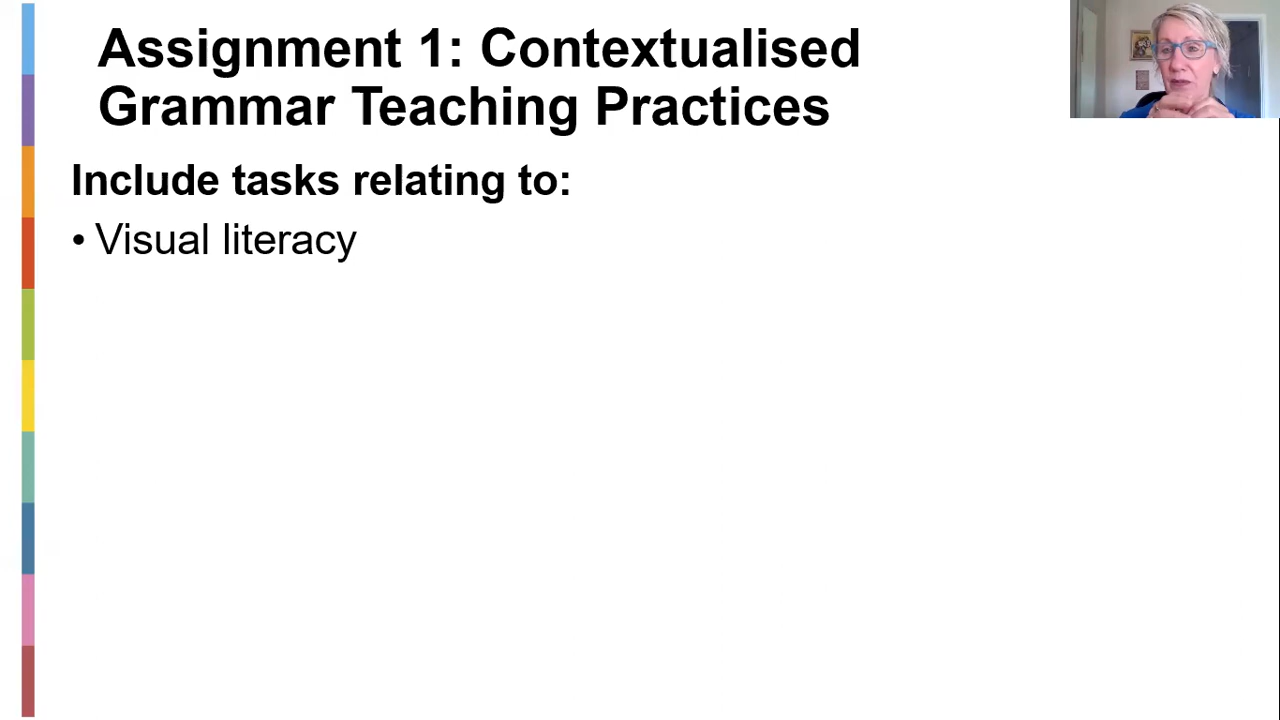 Assignment 1: Contextualised
Grammar Teaching Practices
Include tasks relating to:
• Visual literacy